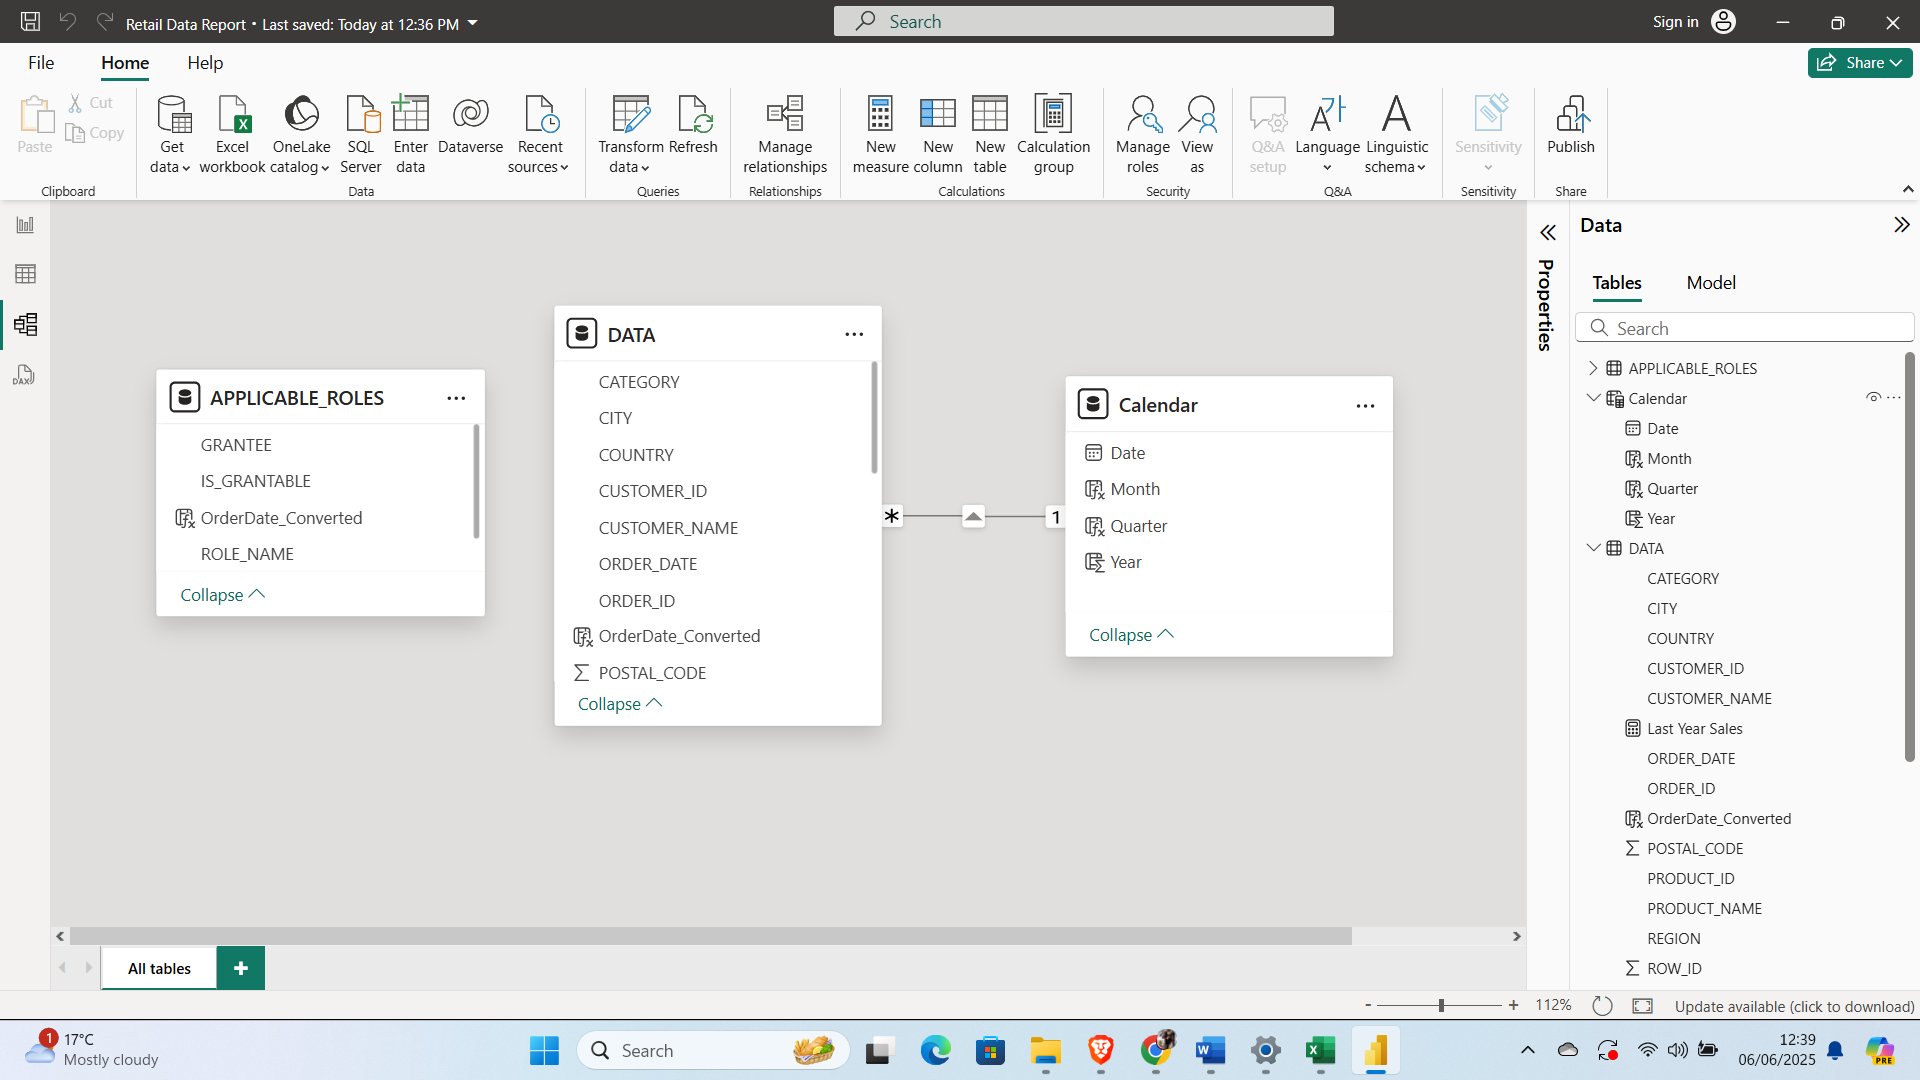 Retail Data Report • Last saved: Today at 12:36 PM
Search
Sign in
File Home Help
Share
Paste
Cut
Copy
Get data
Excel workbook
OneLake catalog
SQL Server
Enter data
Dataverse
Recent sources
Transform data
Refresh
Manage relationships
New measure
New column
New table
Calculation group
Manage roles
View as
Q&A setup
Language
Linguistic schema
Sensitivity
Publish
Clipboard
Data
Queries
Relationships
Calculations
Security
Q&A
Sensitivity
Share
DAX
APPLICABLE_ROLES
GRANTEE
IS_GRANTABLE
OrderDate_Converted
ROLE_NAME
Collapse
DATA
CATEGORY
CITY
COUNTRY
CUSTOMER_ID
CUSTOMER_NAME
ORDER_DATE
ORDER_ID
OrderDate_Converted
POSTAL_CODE
Collapse
* 1
Calendar
Date
Month
Quarter
Year
Collapse
Properties
Data
Tables Model
Search
APPLICABLE_ROLES
Calendar
Date
Month
Quarter
Year
DATA
CATEGORY
CITY
COUNTRY
CUSTOMER_ID
CUSTOMER_NAME
Last Year Sales
ORDER_DATE
ORDER_ID
OrderDate_Converted
POSTAL_CODE
PRODUCT_ID
PRODUCT_NAME
REGION
ROW_ID
All tables
+
- + 112%
Update available (click to download)
1
17°C
Mostly cloudy
Search
12:39
06/06/2025
PRE